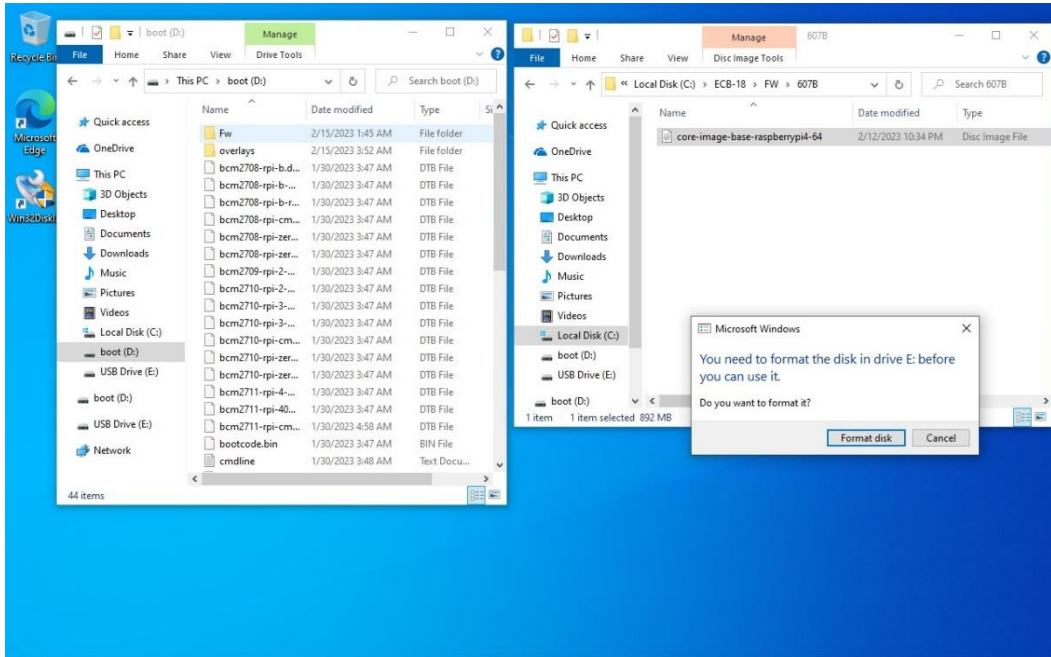 Recycle Bin
Microsoft Edge
Win32Diskl
boot (D:)
Manage
File
Home
Share
View
Drive Tools
This PC > boot (D:)
Search boot (D:)
Quick access
OneDrive
This PC
3D Objects
Desktop
Documents
Downloads
Music
Pictures
Videos
Local Disk (C:)
boot (D:)
USB Drive (E:)
boot (D:)
USB Drive (E:)
Network
Name Date modified Type Si
Fw 2/15/2023 1:45 AM File folder
overlays 2/15/2023 3:52 AM File folder
bcm2708-rpi-b.d... 1/30/2023 3:47 AM DTB File
bcm2708-rpi-b-... 1/30/2023 3:47 AM DTB File
bcm2708-rpi-b-r... 1/30/2023 3:47 AM DTB File
bcm2708-rpi-cm... 1/30/2023 3:47 AM DTB File
bcm2708-rpi-zer... 1/30/2023 3:47 AM DTB File
bcm2708-rpi-zer... 1/30/2023 3:47 AM DTB File
bcm2709-rpi-2-... 1/30/2023 3:47 AM DTB File
bcm2710-rpi-2-... 1/30/2023 3:47 AM DTB File
bcm2710-rpi-3-... 1/30/2023 3:47 AM DTB File
bcm2710-rpi-3-... 1/30/2023 3:47 AM DTB File
bcm2710-rpi-cm... 1/30/2023 3:47 AM DTB File
bcm2710-rpi-zer... 1/30/2023 3:47 AM DTB File
bcm2710-rpi-zer... 1/30/2023 3:47 AM DTB File
bcm2711-rpi-4-... 1/30/2023 3:47 AM DTB File
bcm2711-rpi-40... 1/30/2023 3:47 AM DTB File
bcm2711-rpi-cm... 1/30/2023 4:58 AM DTB File
bootcode.bin 1/30/2023 3:47 AM BIN File
cmdline 1/30/2023 3:48 AM Text Docu...
44 items
Manage
607B
File
Home
Share
View
Disc Image Tools
« Local Disk (C:) > ECB-18 > FW > 607B
Search 607B
Quick access
OneDrive
This PC
3D Objects
Desktop
Documents
Downloads
Music
Pictures
Videos
Local Disk (C:)
boot (D:)
USB Drive (E:)
boot (D:)
Name Date modified Type
core-image-base-raspberrypi4-64 2/12/2023 10:34 PM Disc Image File
1 item 1 item selected 892 MB
Microsoft Windows
You need to format the disk in drive E: before
you can use it.
Do you want to format it?
Format disk
Cancel